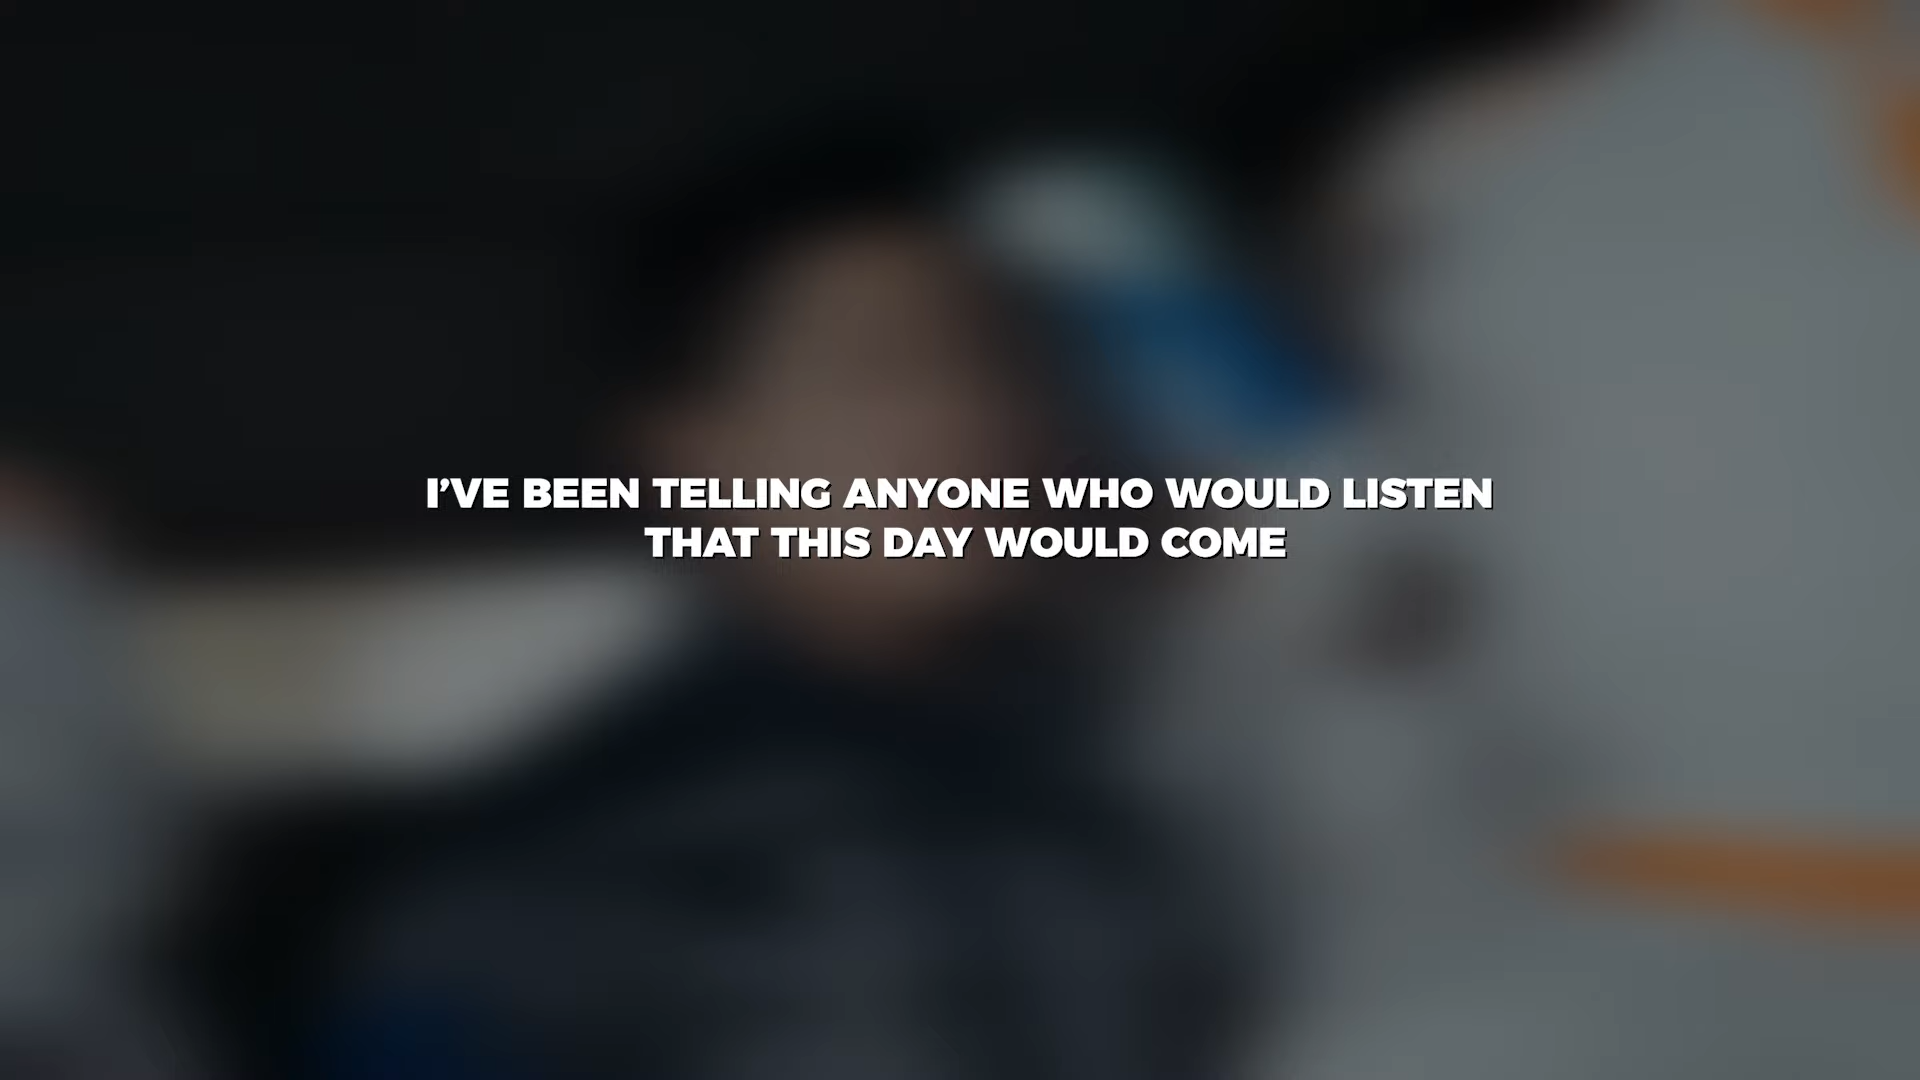 I’VE BEEN TELLING ANYONE WHO WOULD LISTEN
THAT THIS DAY WOULD COME